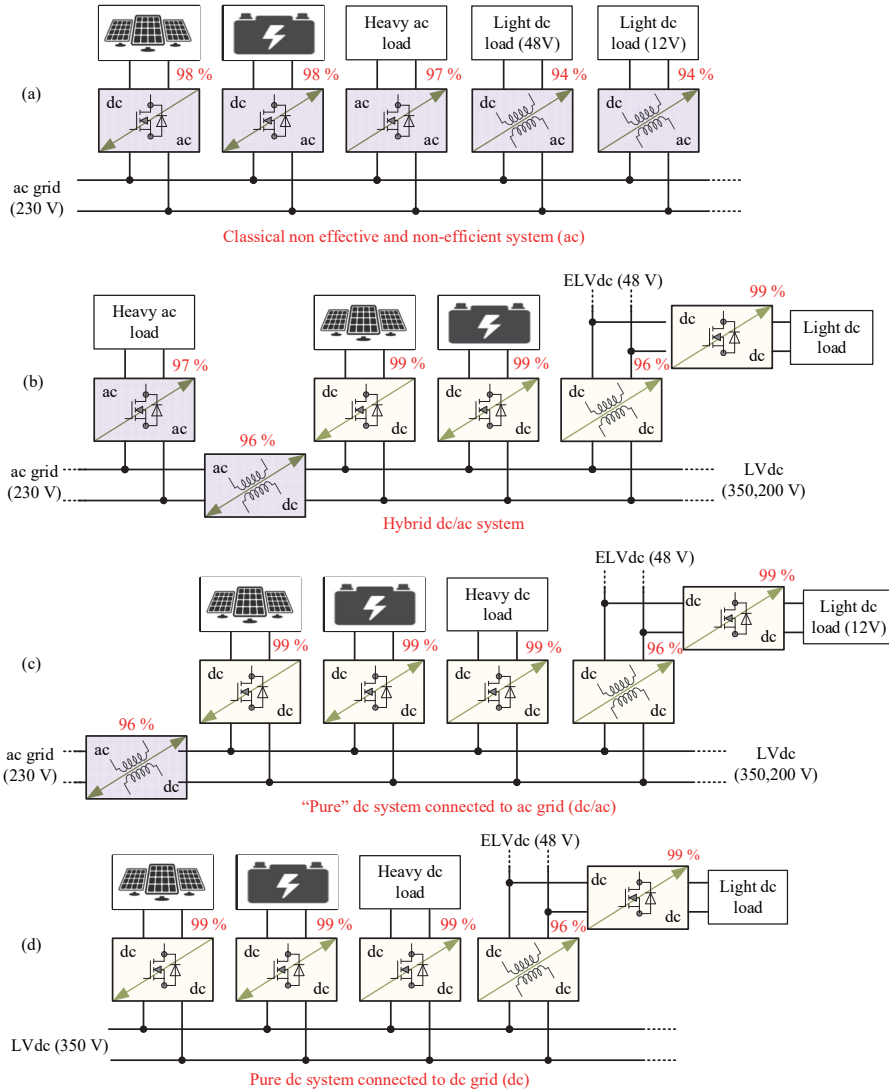 Heavy ac
load
Light dc
load (48V)
Light dc
load (12V)
98 %
98 %
97 %
94 %
94 %
(a)
dc
ac
dc
ac
ac
ac
dc
ac
dc
ac
ac grid
(230 V)
Classical non effective and non-efficient system (ac)
ELVdc (48 V)
Heavy ac
load
99 %
dc
dc
Light dc
load
97 %
99 %
99 %
96 %
(b)
ac
ac
dc
dc
dc
dc
dc
dc
96 %
ac
dc
ac grid
(230 V)
LVdc
(350,200 V)
Hybrid dc/ac system
ELVdc (48 V)
Heavy dc
load
99 %
dc
dc
Light dc
load (12V)
99 %
99 %
99 %
96 %
(c)
dc
dc
dc
dc
dc
dc
dc
dc
96 %
ac
dc
ac grid
(230 V)
LVdc
(350,200 V)
“Pure” dc system connected to ac grid (dc/ac)
ELVdc (48 V)
Heavy dc
load
99 %
dc
dc
Light dc
load
99 %
99 %
99 %
96 %
(d)
dc
dc
dc
dc
dc
dc
dc
dc
LVdc (350 V)
Pure dc system connected to dc grid (dc)